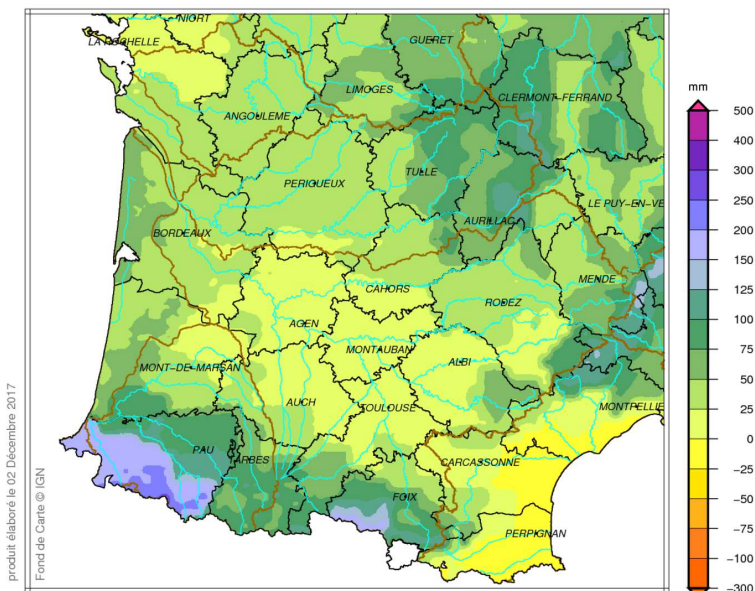 NIORT
LA ROCHELLE
GUERET
LIMOGES
CLERMONT-FERRAND
ANGOULEME
TULLE
PERIGUEUX
LE PUY-EN-VE
AURILLAC
BORDEAUX
MENDE
CAHORS
RODEZ
AGEN
MONTAUBAN
ALBI
MONT-DE-MARSAN
AUCH
TOULOUSE
MONTPELLIE
PAU
TARBES
CARCASSONNE
FOIX
PERPIGNAN
mm
500
400
300
250
200
150
125
100
75
50
25
0
-25
-50
-75
-100
-300
produit élaboré le 02 Décembre 2017
Fond de Carte © IGN